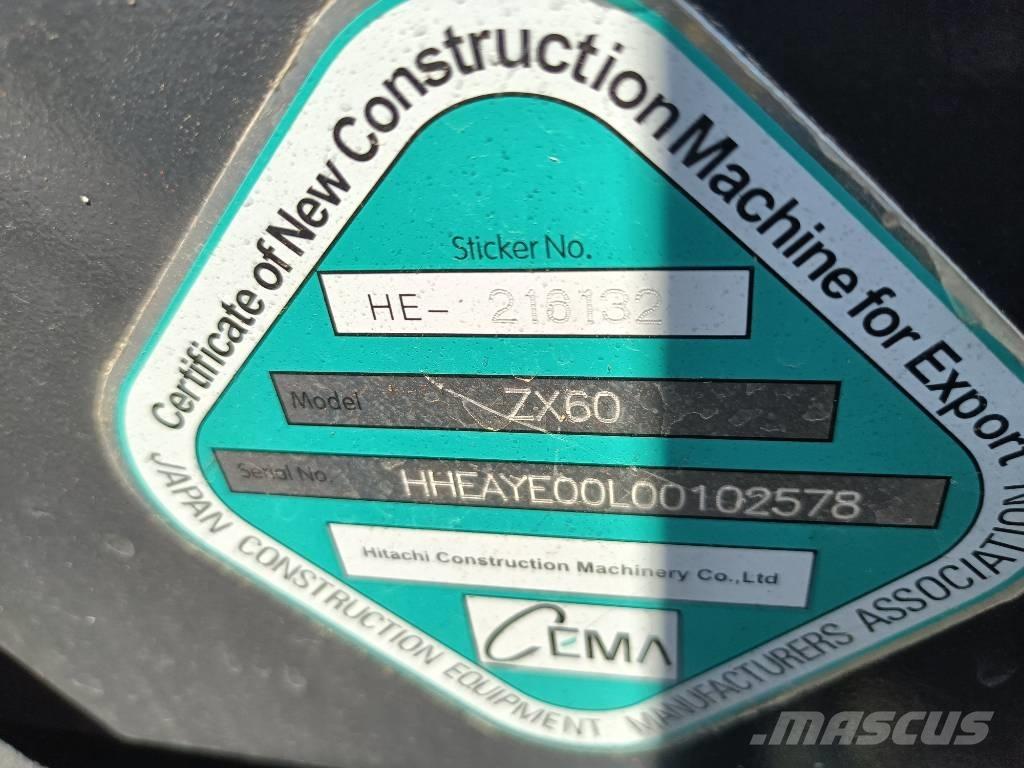 Certificate of New Construction Machine for Export
Sticker No.
HE- 216132
Model ZX60
Serial No. HHEAYE00L00102578
Hitachi Construction Machinery Co.,Ltd
CEMA
JAPAN CONSTRUCTION EQUIPMENT MANUFACTURERS ASSOCIATION
MASCUS